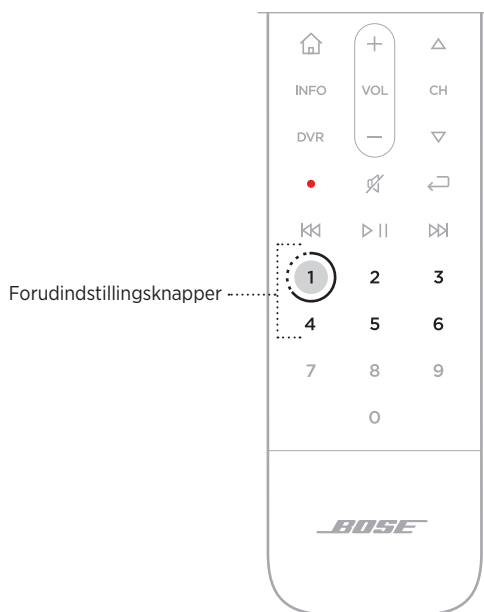 INFO VOL CH
DVR
1 2 3
Forudindstillingsknapper
4 5 6
7 8 9
0
BOSE